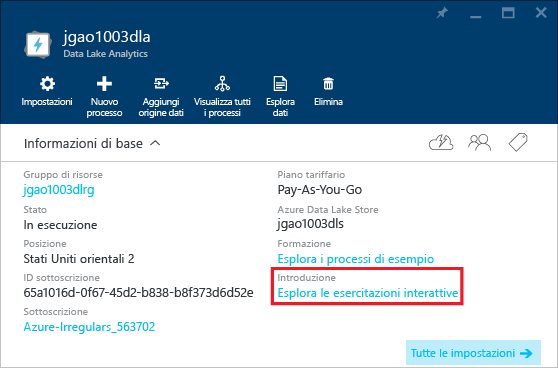 jgao1003dla
Data Lake Analytics
Impostazioni
Nuovo
processo
Aggiungi
origine dati
Visualizza tutti
i processi
Esplora
dati
Elimina
Informazioni di base
Gruppo di risorse
jgao1003dlrg
Stato
In esecuzione
Posizione
Stati Uniti orientali 2
ID sottoscrizione
65a1016d-0f67-45d2-b838-b8f373d6d52e
Sottoscrizione
Azure-Irregulars_563702
Piano tariffario
Pay-As-You-Go
Azure Data Lake Store
jgao1003dls
Formazione
Esplora i processi di esempio
Introduzione
Esplora le esercitazioni interattive
Tutte le impostazioni